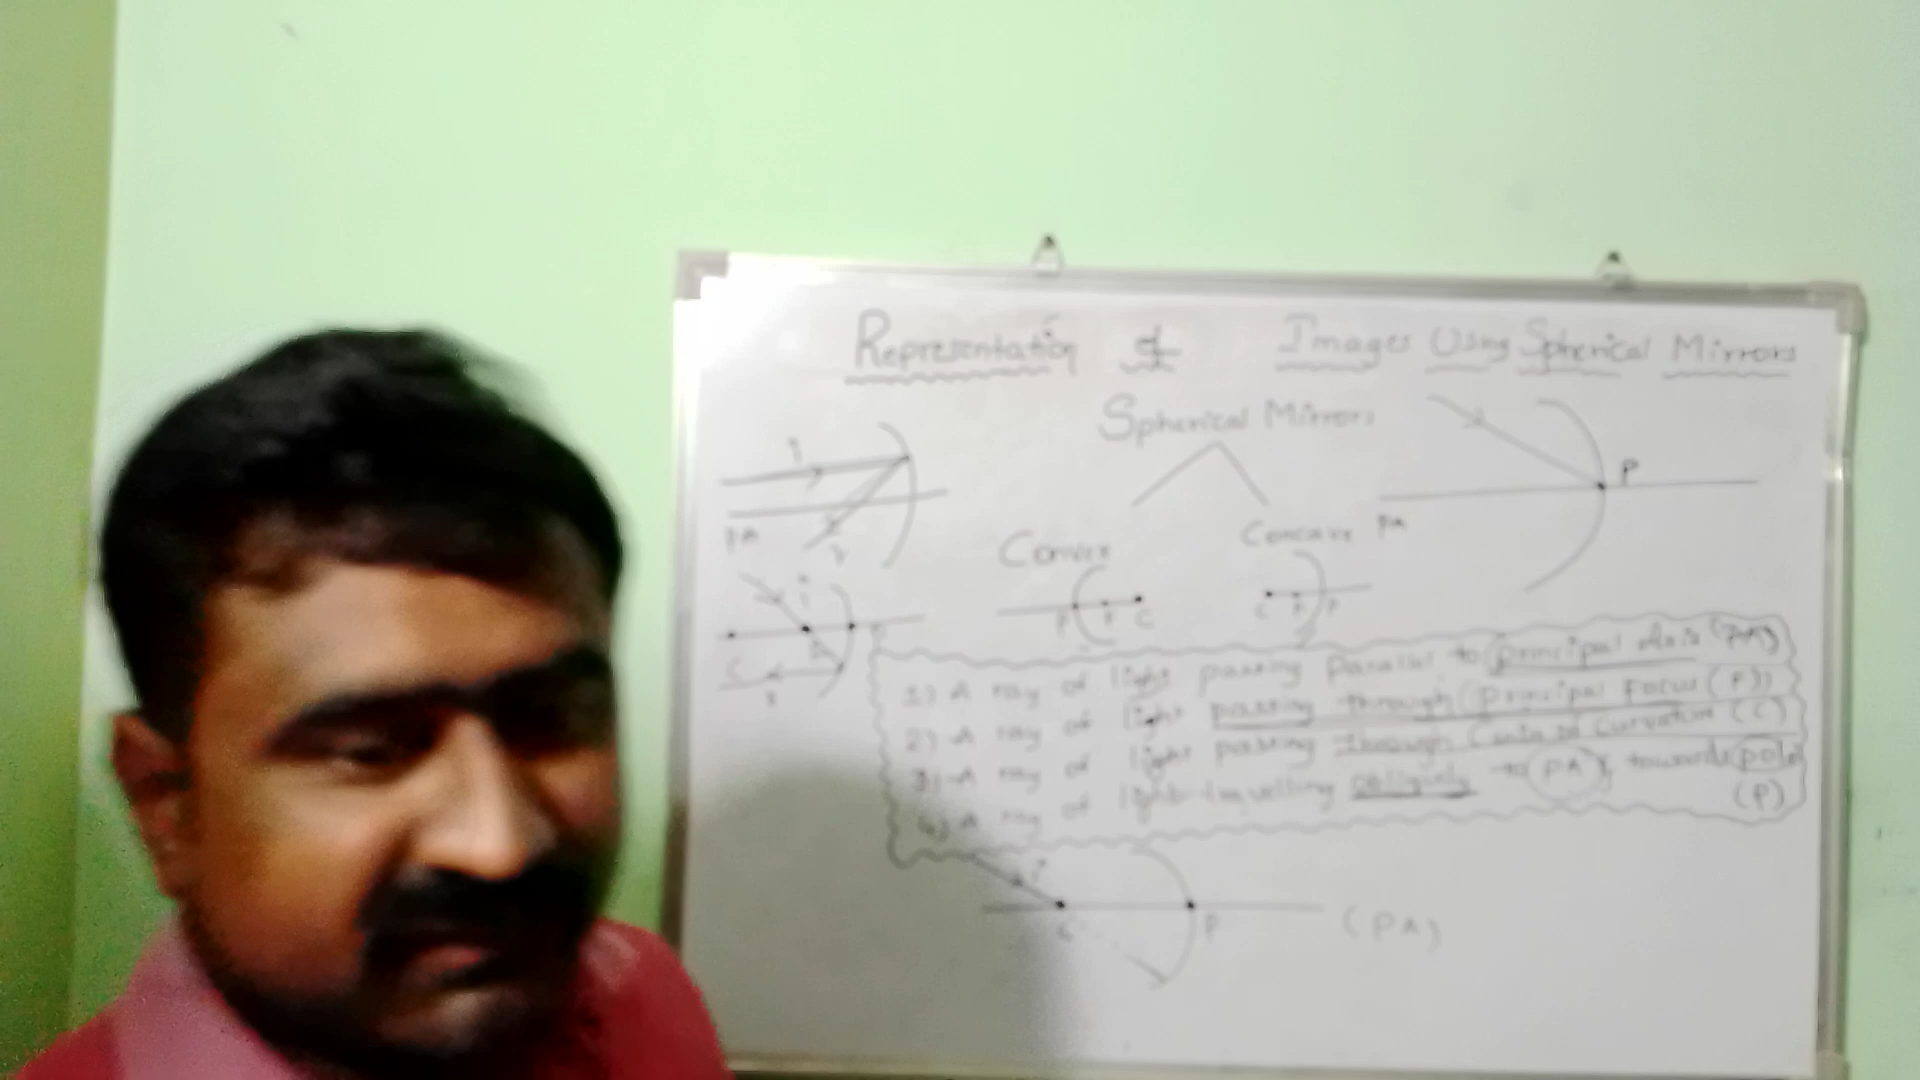 Representation of Images Using Spherical Mirrors
Spherical Mirrors
i
PA
r
P
PA
Convex
Concave
P F C
C F P
i
C F P
r
1) A ray of light passing parallel to principal Axis (PA)
2) A ray of light passing through principal Focus (F)
3) A ray of light passing through Centre of curvature (C)
4) A ray of light travelling obliquely to PA towards pole
(P)
i
C P (PA)